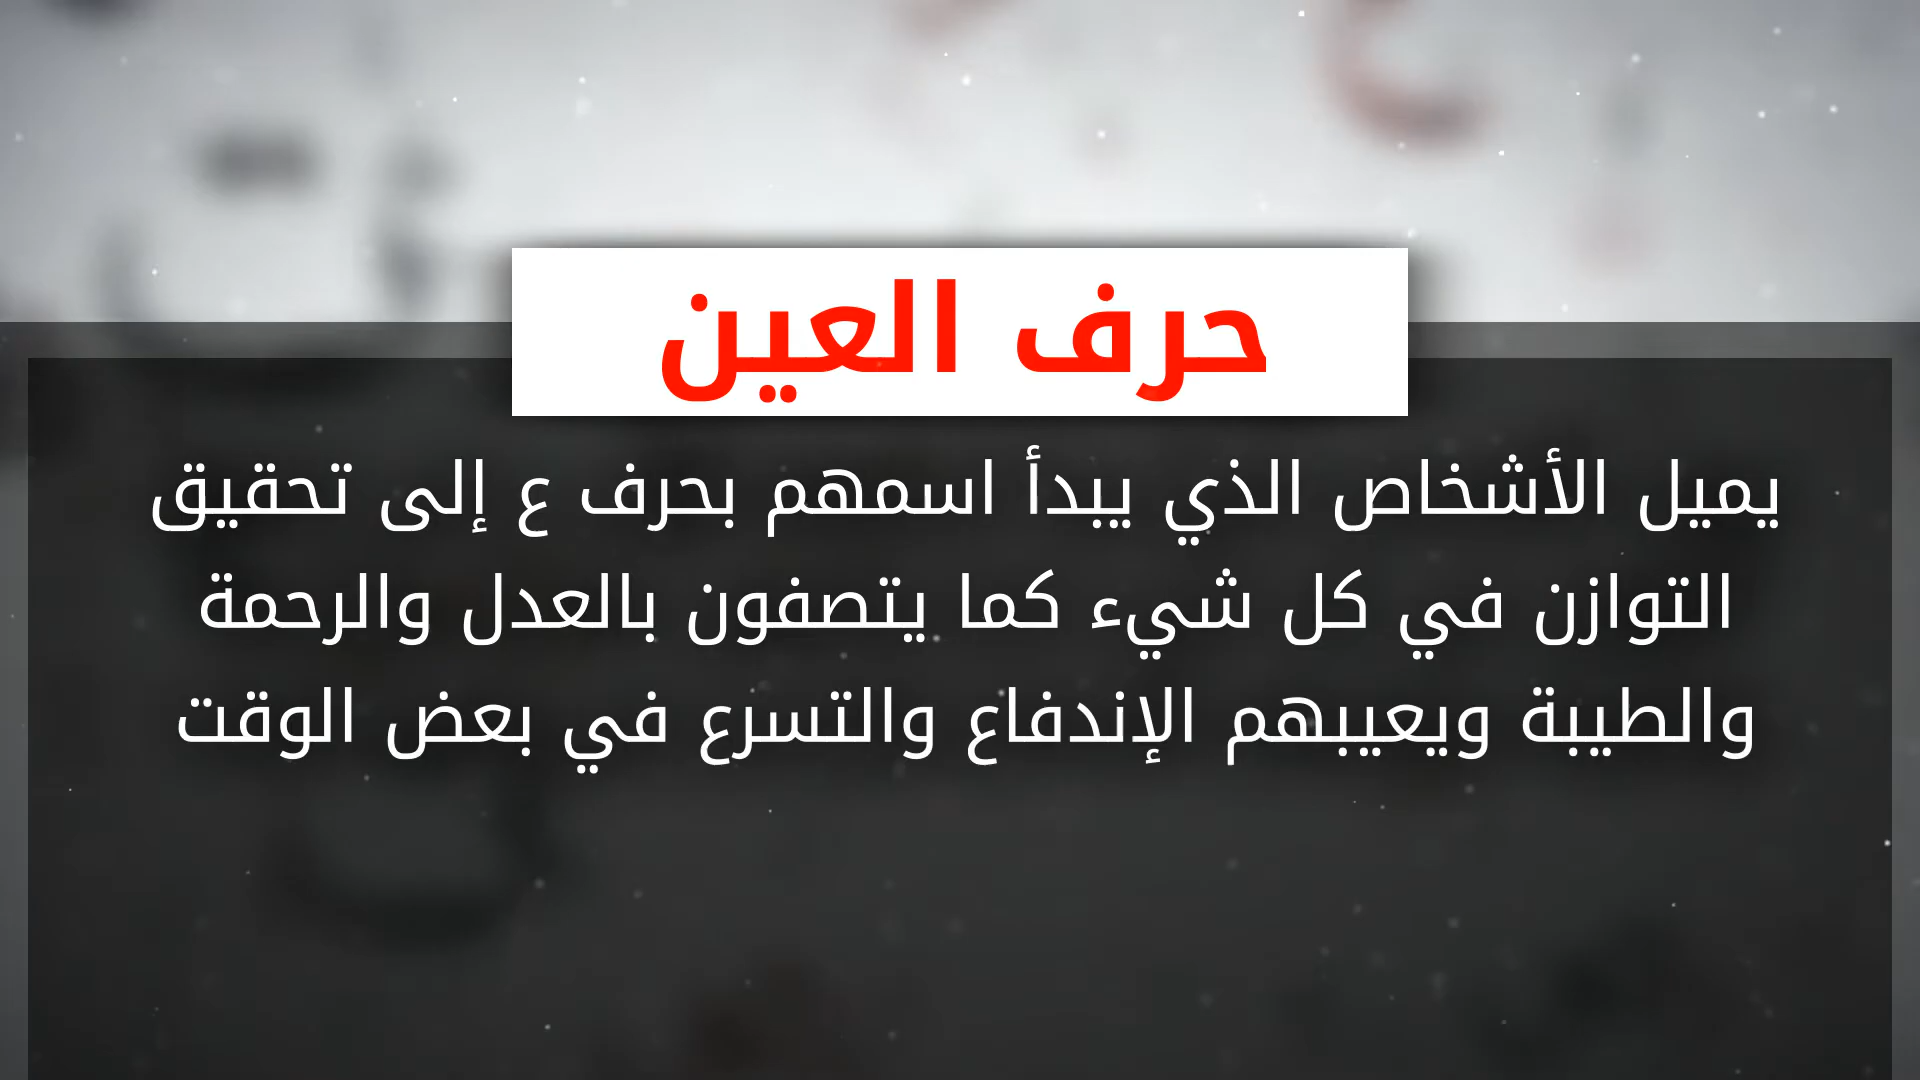 حرف العين
يميل الأشخاص الذي يبدأ اسمهم بحرف ع إلى تحقيق
التوازن في كل شيء كما يتصفون بالعدل والرحمة
والطيبة ويعيبهم الإندفاع والتسرع في بعض الوقت